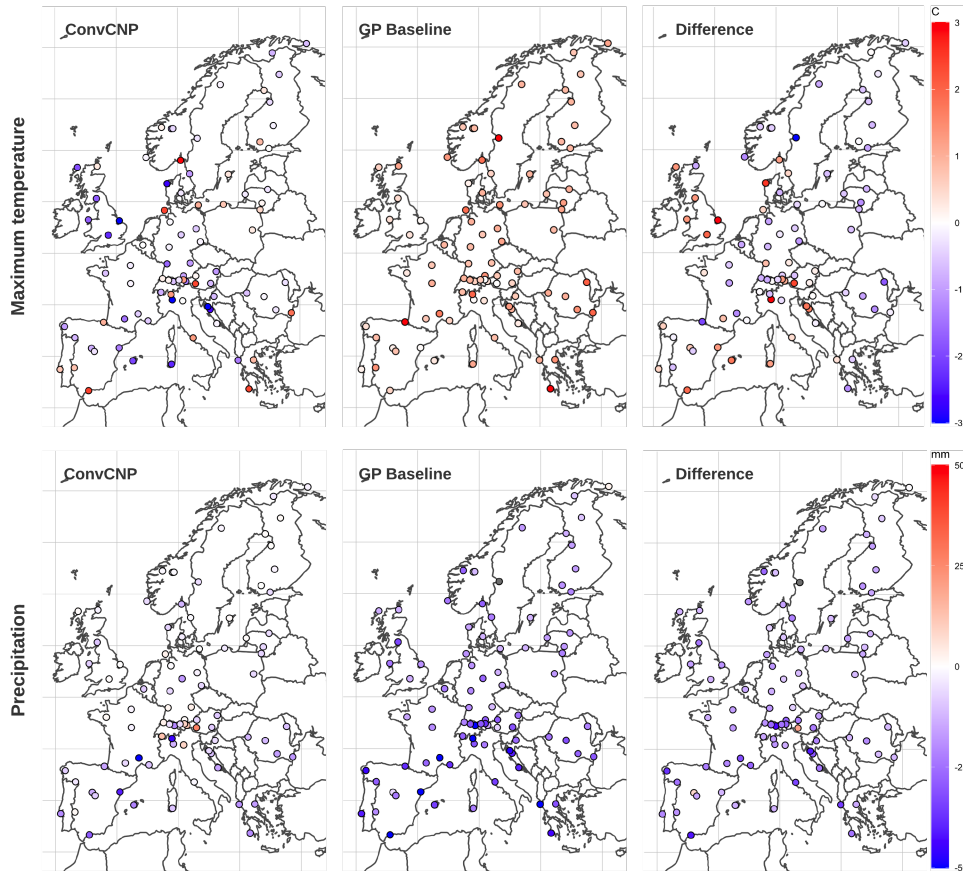 ConvCNP
GP Baseline
Difference
C
3
2
1
0
-1
-2
-3
Maximum temperature
ConvCNP
GP Baseline
Difference
mm
50
25
0
-2
-5
Precipitation